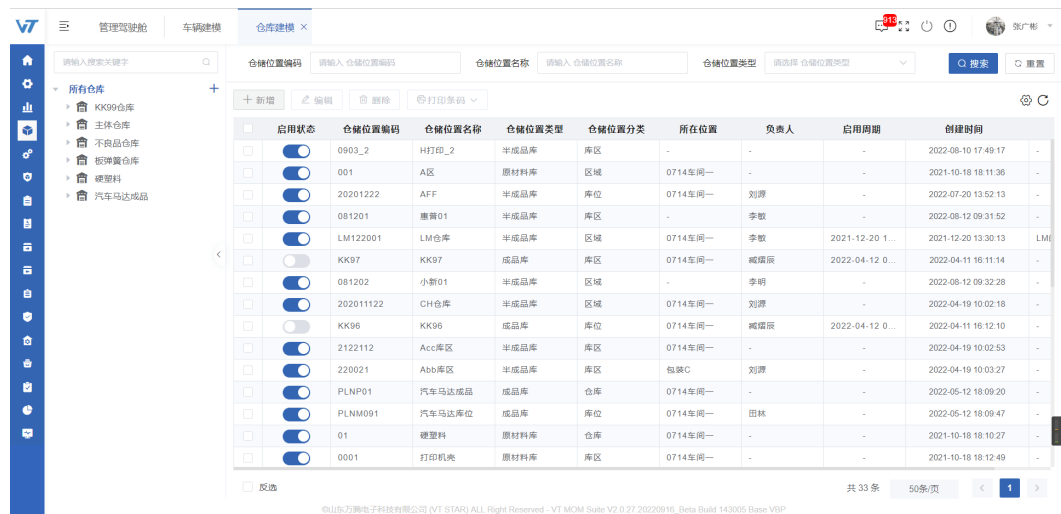 VT 管理驾驶舱 车辆建模 仓库建模 × 913 张广彬
请输入搜索关键字
所有仓库 +
KK99仓库
主体仓库
不良品仓库
板弹簧仓库
硬塑料
汽车马达成品
仓储位置编码 请输入 仓储位置编码 仓储位置名称 请输入 仓储位置名称 仓储位置类型 请选择 仓储位置类型 搜索 重置
+ 新增 编辑 删除 打印条码
启用状态 仓储位置编码 仓储位置名称 仓储位置类型 仓储位置分类 所在位置 负责人 启用周期 创建时间
0903_2 H打印_2 半成品库 库区 - - - 2022-08-10 17:49:17 -
001 A区 原材料库 区域 0714车间一 - - 2021-10-18 18:11:36 -
20201222 AFF 半成品库 库位 0714车间一 刘源 - 2022-07-20 13:52:13 -
081201 惠普01 半成品库 库区 - 李敏 - 2022-08-12 09:31:52 -
LM122001 LM仓库 半成品库 区域 0714车间一 李敏 2021-12-20 1... 2021-12-20 13:30:13 LM
KK97 KK97 成品库 库区 0714车间一 臧熠辰 2022-04-12 0... 2022-04-11 16:11:14 -
081202 小新01 半成品库 区域 - 李明 - 2022-08-12 09:32:28 -
202011122 CH仓库 半成品库 区域 0714车间一 刘源 - 2022-04-19 10:02:18 -
KK96 KK96 成品库 库位 0714车间一 臧熠辰 2022-04-12 0... 2022-04-11 16:12:10 -
2122112 Acc库区 半成品库 库区 0714车间一 - - 2022-04-19 10:02:53 -
220021 Abb库区 半成品库 库区 包装C 刘源 - 2022-04-19 10:03:27 -
PLNP01 汽车马达成品 成品库 仓库 0714车间一 - - 2022-05-12 18:09:20 -
PLNM091 汽车马达库位 成品库 库位 0714车间一 田林 - 2022-05-12 18:09:47 -
01 硬塑料 原材料库 仓库 0714车间一 - - 2021-10-18 18:10:27 -
0001 打印机壳 原材料库 库区 0714车间一 - - 2021-10-18 18:12:49 -
反选 共 33 条 50条/页 < 1 >
©山东万腾电子科技有限公司 (VT STAR) ALL Right Reserved - VT MOM Suite V2.0.27.20220916_Beta Build 143005 Base VBP